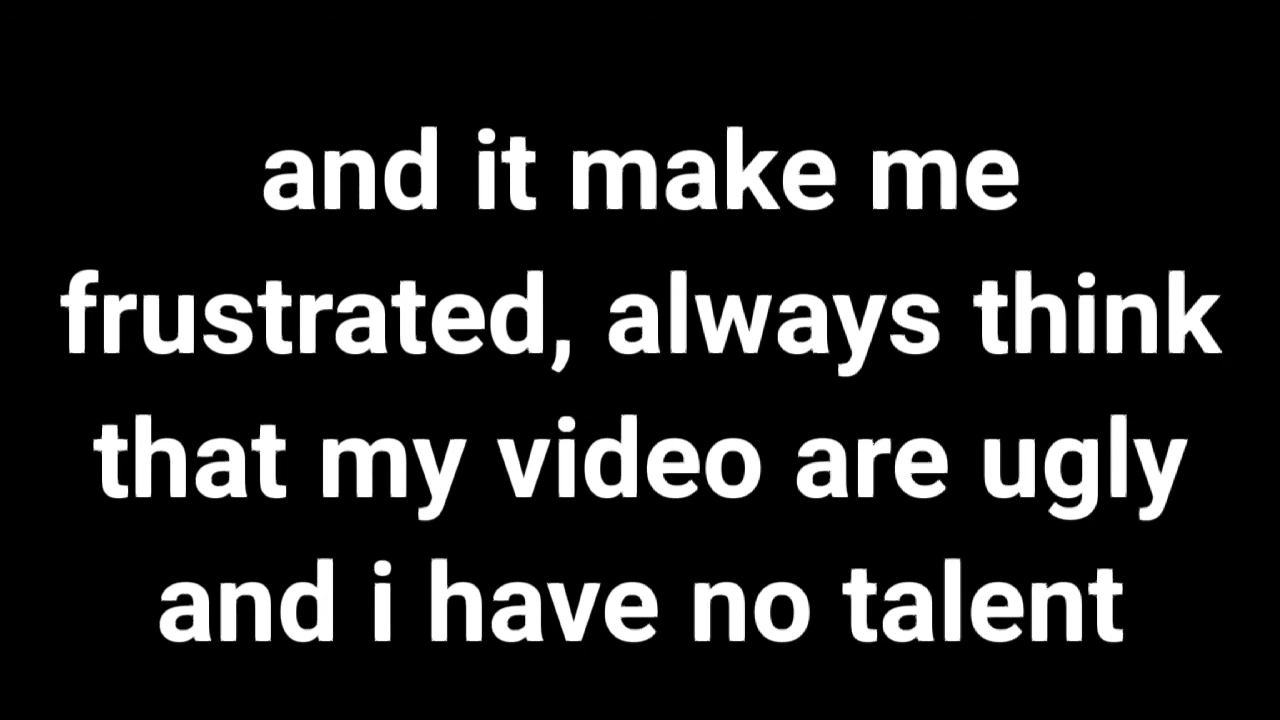 and it make me
frustrated, always think
that my video are ugly
and i have no talent